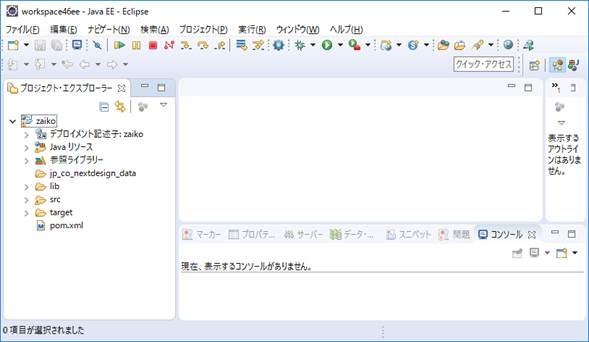 workspace46ee - Java EE - Eclipse
ファイル(F) 編集(E) ナビゲート(N) 検索(A) プロジェクト(P) 実行(R) ウィンドウ(W) ヘルプ(H)
クイック・アクセス
プロジェクト・エクスプローラー
zaiko
デプロイメント記述子: zaiko
Java リソース
参照ライブラリー
jp_co_nextdesign_data
lib
src
target
pom.xml
表示する
アウトライ
ンはありま
せん。
マーカー プロパテ... サーバー データ・... スニペット 問題 コンソール
現在、表示するコンソールがありません。
0 項目が選択されました